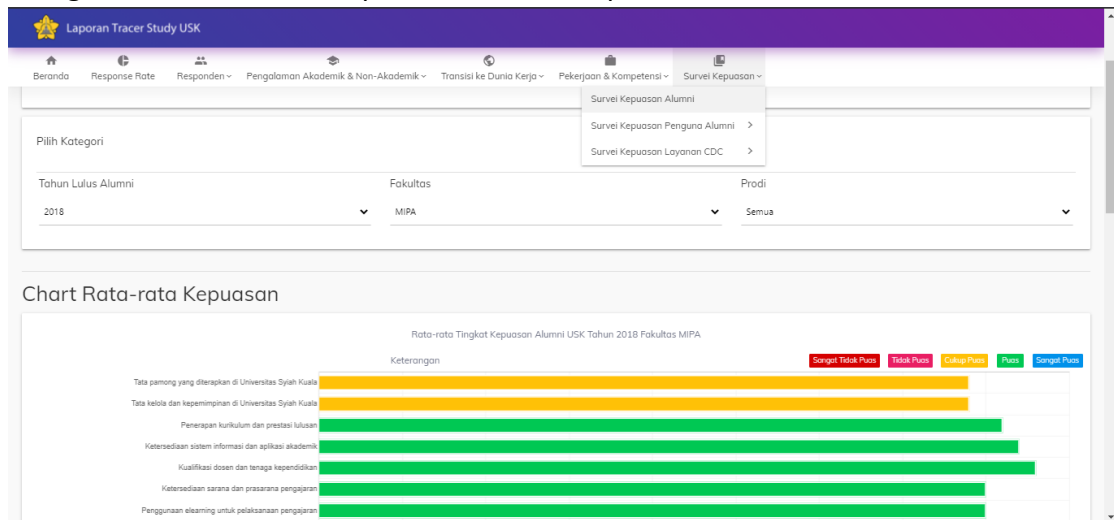 Laporan Tracer Study USK
Beranda
Response Rate
Responden
Pengalaman Akademik & Non-Akademik
Transisi ke Dunia Kerja
Pekerjaan & Kompetensi
Survei Kepuasan
Survei Kepuasan Alumni
Survei Kepuasan Penguna Alumni
Survei Kepuasan Layanan CDC
Pilih Kategori
Tahun Lulus Alumni
Fakultas
Prodi
2018
MIPA
Semua
Chart Rata-rata Kepuasan
Rata-rata Tingkat Kepuasan Alumni USK Tahun 2018 Fakultas MIPA
Keterangan
Sangat Tidak Puas
Tidak Puas
Cukup Puas
Puas
Sangat Puas
Tata pamong yang diterapkan di Universitas Syiah Kuala
Tata kelola dan kepemimpinan di Universitas Syiah Kuala
Penerapan kurikulum dan prestasi lulusan
Ketersediaan sistem informasi dan aplikasi akademik
Kualifikasi dosen dan tenaga kependidikan
Ketersediaan sarana dan prasarana pengajaran
Penggunaan elearning untuk pelaksanaan pengajaran